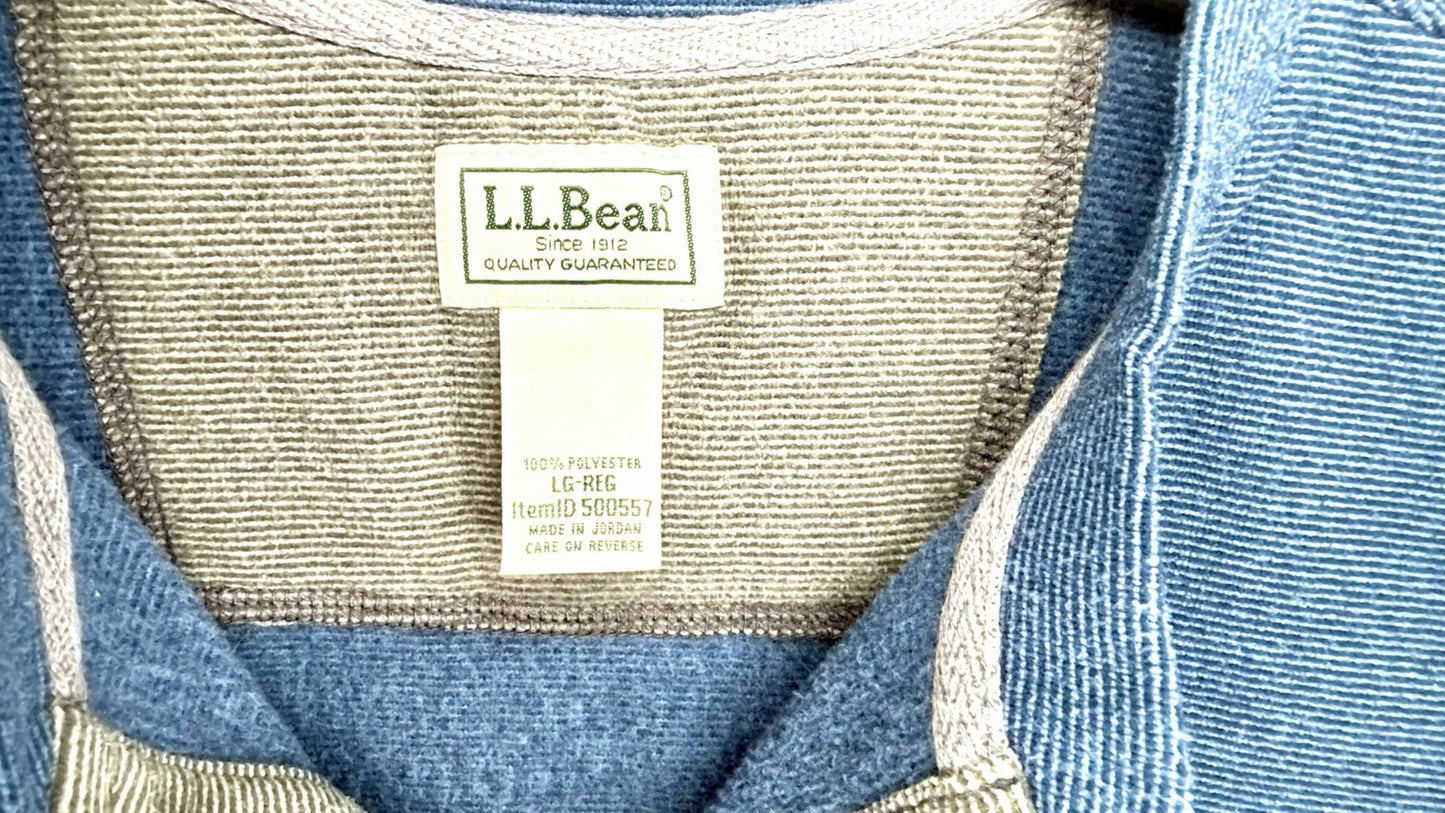 L.L.Bean®
Since 1912
QUALITY GUARANTEED
100% POLYESTER
LG-REG
ItemID 500557
MADE IN JORDAN
CARE ON REVERSE